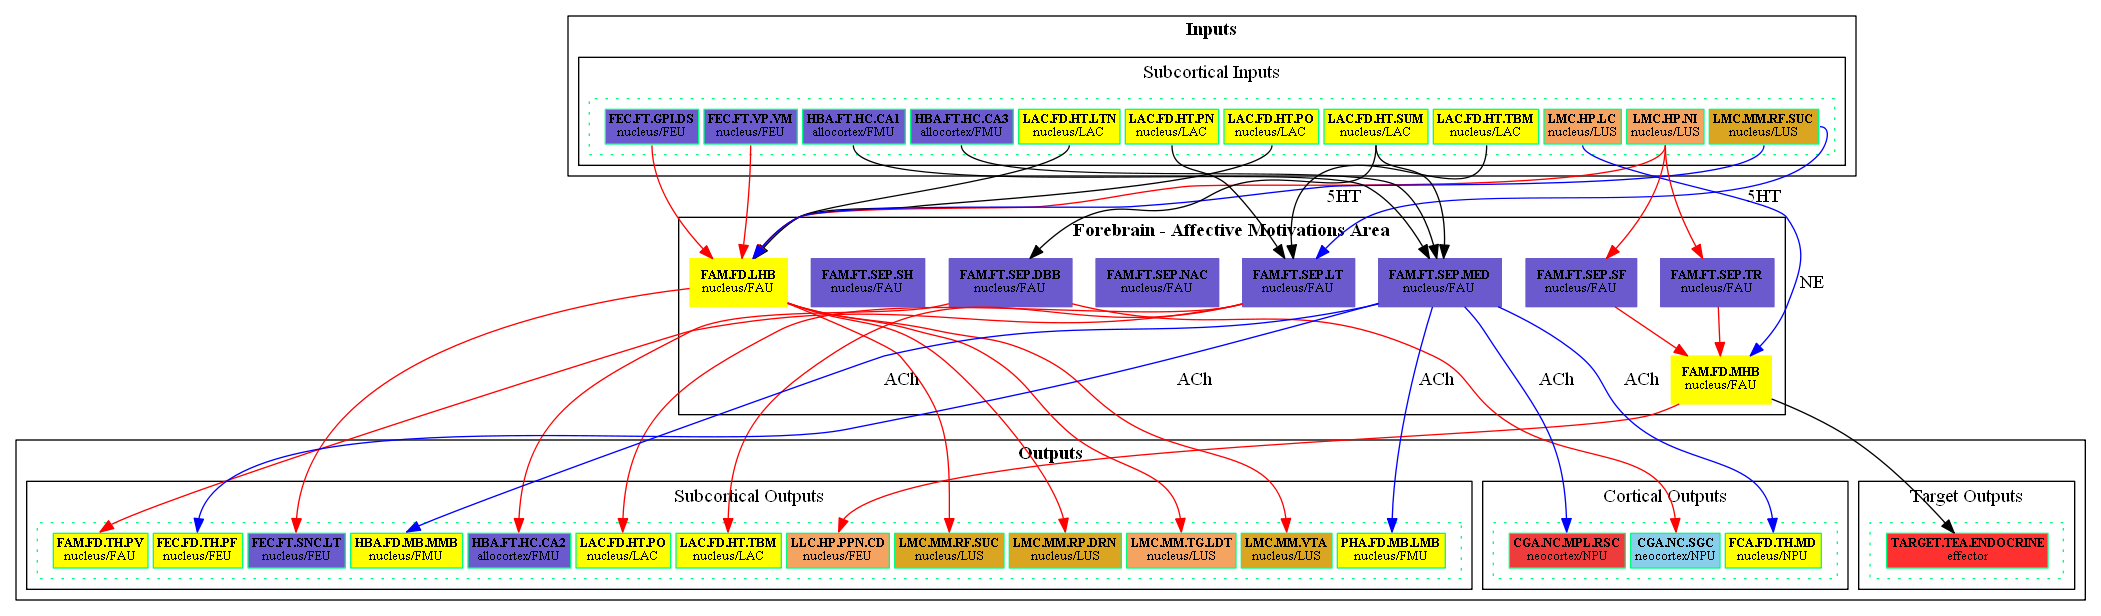 Inputs
Subcortical Inputs
FEC.FT.GPI.DS
nucleus/FEU
FEC.FT.VP.VM
nucleus/FEU
HBA.FT.HC.CA1
allocortex/FMU
HBA.FT.HC.CA3
allocortex/FMU
LAC.FD.HT.LTN
nucleus/LAC
LAC.FD.HT.PN
nucleus/LAC
LAC.FD.HT.PO
nucleus/LAC
LAC.FD.HT.SUM
nucleus/LAC
LAC.FD.HT.TBM
nucleus/LAC
LMC.HP.LC
nucleus/LUS
LMC.HP.NI
nucleus/LUS
LMC.MM.RF.SUC
nucleus/LUS
5HT
5HT
Forebrain - Affective Motivations Area
FAM.FD.LHB
nucleus/FAU
FAM.FT.SEP.SH
nucleus/FAU
FAM.FT.SEP.DBB
nucleus/FAU
FAM.FT.SEP.NAC
nucleus/FAU
FAM.FT.SEP.LT
nucleus/FAU
FAM.FT.SEP.MED
nucleus/FAU
FAM.FT.SEP.SF
nucleus/FAU
FAM.FT.SEP.TR
nucleus/FAU
NE
FAM.FD.MHB
nucleus/FAU
ACh
ACh
ACh
ACh
ACh
Outputs
Subcortical Outputs
FAM.FD.TH.PV
nucleus/FAU
FEC.FD.TH.PF
nucleus/FEU
FEC.FT.SNC.LT
nucleus/FEU
HBA.FD.MB.MMB
nucleus/FMU
HBA.FT.HC.CA2
allocortex/FMU
LAC.FD.HT.PO
nucleus/LAC
LAC.FD.HT.TBM
nucleus/LAC
LLC.HP.PPN.CD
nucleus/FEU
LMC.MM.RF.SUC
nucleus/LUS
LMC.MM.RP.DRN
nucleus/LUS
LMC.MM.TG.LDT
nucleus/LUS
LMC.MM.VTA
nucleus/LUS
PHA.FD.MB.LMB
nucleus/FMU
Cortical Outputs
CGA.NC.MPL.RSC
neocortex/NPU
CGA.NC.SGC
neocortex/NPU
FCA.FD.TH.MD
nucleus/NPU
Target Outputs
TARGET.TEA.ENDOCRINE
effector